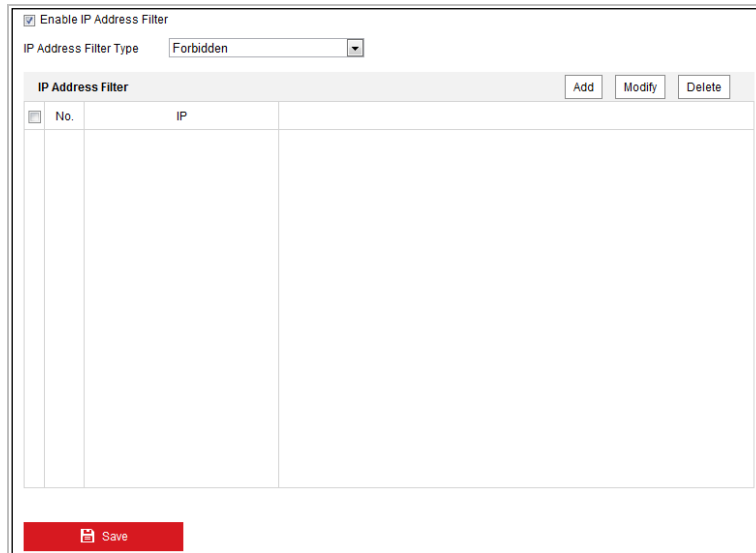 Enable IP Address Filter
IP Address Filter Type Forbidden
IP Address Filter Add Modify Delete
No. IP
Save